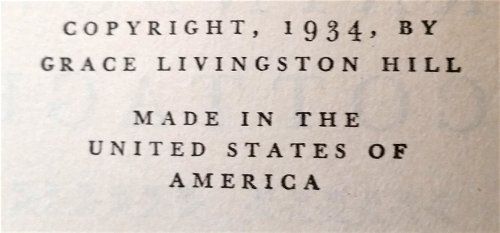 COPYRIGHT, 1934, BY
GRACE LIVINGSTON HILL
MADE IN THE
UNITED STATES OF
AMERICA